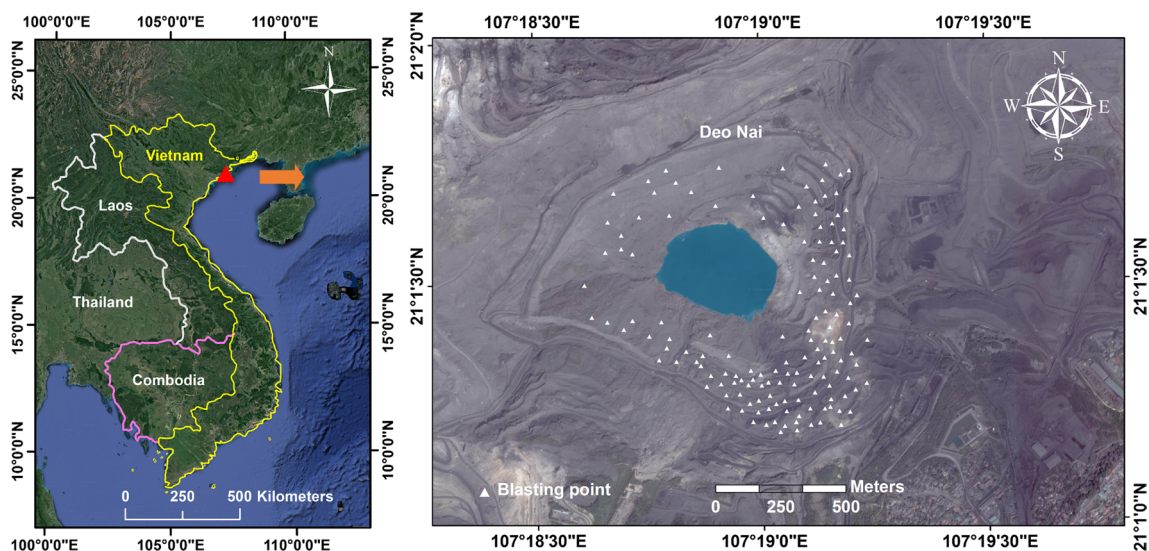 100°0'0"E 105°0'0"E 110°0'0"E
25°0'0"N
20°0'0"N
15°0'0"N
10°0'0"N
N
Vietnam
Laos
Thailand
Combodia
0 250 500 Kilometers
25°0'0"N
20°0'0"N
15°0'0"N
10°0'0"N
100°0'0"E 105°0'0"E 110°0'0"E
107°18'30"E 107°19'0"E 107°19'30"E
21°2'0"N
21°1'30"N
N
W E
S
Deo Nai
Blasting point
Meters
0 250 500
21°1'30"N
21°1'0"N
107°18'30"E 107°19'0"E 107°19'30"E